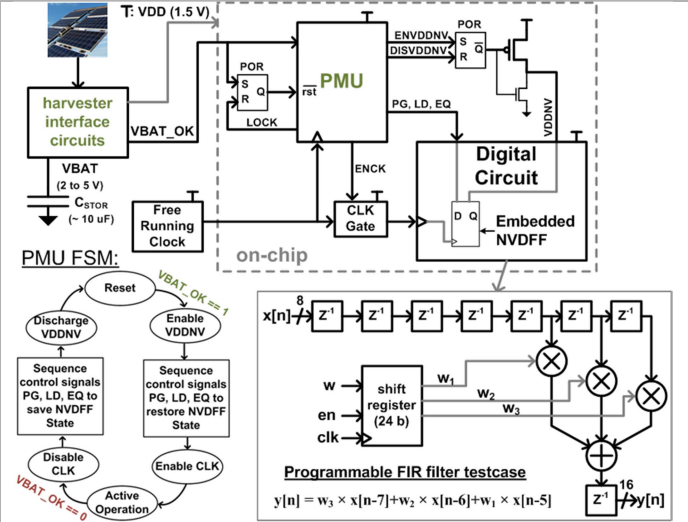 T: VDD (1.5 V)
harvester
interface
circuits
VBAT_OK
VBAT
(2 to 5 V)
CSTOR
(~ 10 uF)
POR
S
R
Q
LOCK
rst
PMU
ENVDDNV
DISVDDNV
POR
S
R
Q
VDDNV
PG, LD, EQ
ENCK
Free
Running
Clock
CLK
Gate
on-chip
Digital
Circuit
D Q
Embedded
NVDFF
PMU FSM:
Reset
VBAT_OK == 1
Enable
VDDNV
Sequence
control signals
PG, LD, EQ to
restore NVDFF
State
Enable CLK
Active
Operation
VBAT_OK == 0
Disable
CLK
Sequence
control signals
PG, LD, EQ to
save NVDFF
State
Discharge
VDDNV
x[n]
8
Z-1
Z-1
Z-1
Z-1
Z-1
Z-1
Z-1
w
en
clk
shift
register
(24 b)
w1
w2
w3
Programmable FIR filter testcase
y[n] = w3 × x[n-7]+w2 × x[n-6]+w1 × x[n-5]
Z-1
16
y[n]